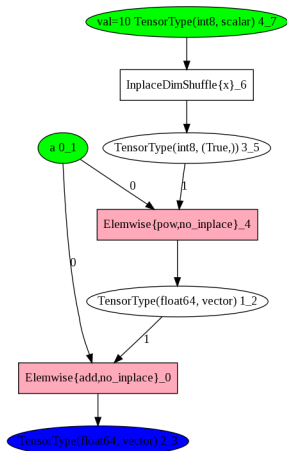 val=10 TensorType(int8, scalar) 4_7
InplaceDimShuffle{x}_6
a 0_1
TensorType(int8, (True,)) 3_5
0
1
Elemwise{pow,no_inplace}_4
0
TensorType(float64, vector) 1_2
1
Elemwise{add,no_inplace}_0
TensorType(float64, vector) 2_3